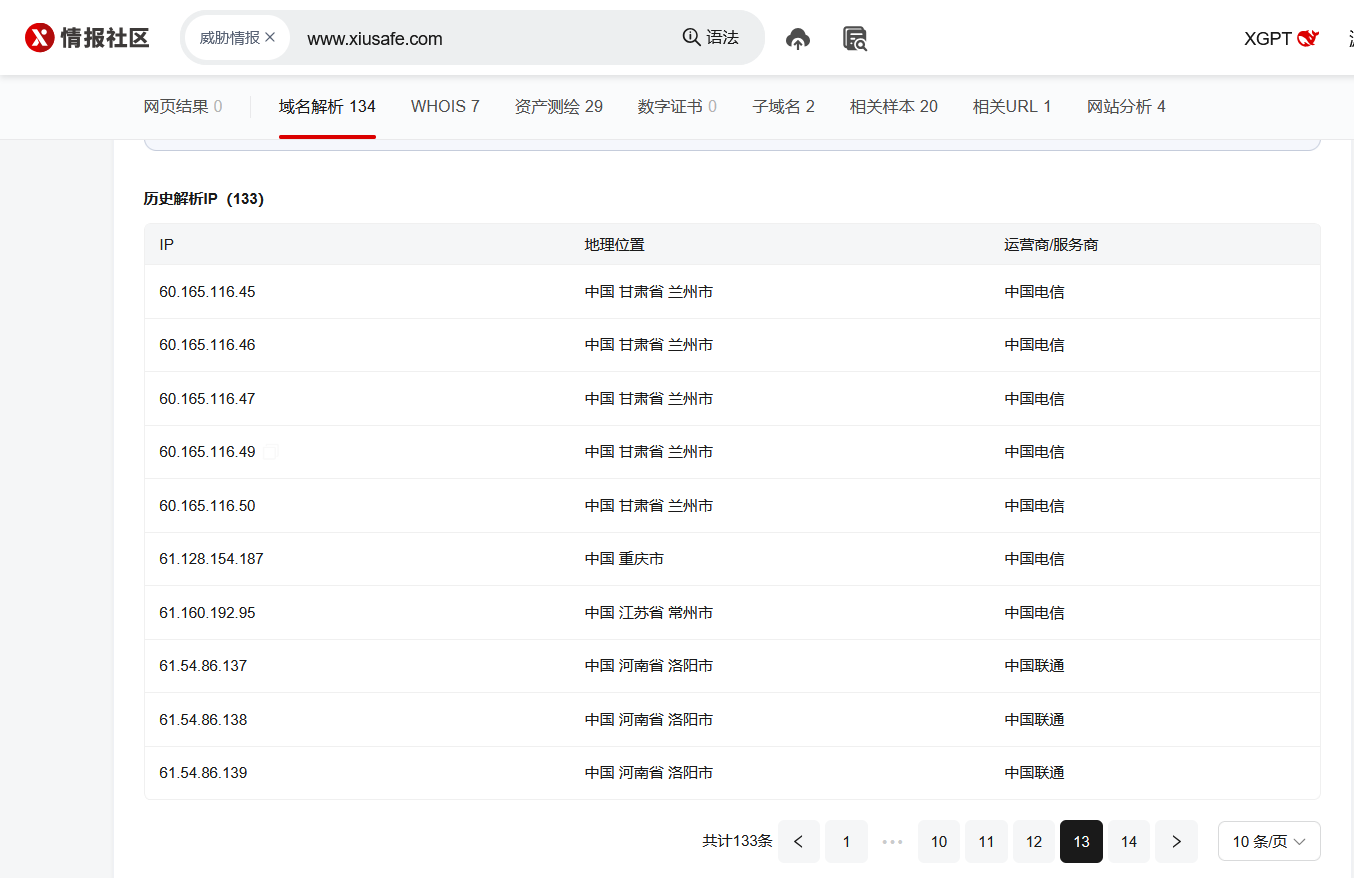 情报社区 威胁情报 × www.xiusafe.com 语法 XGPT
网页结果 0 域名解析 134 WHOIS 7 资产测绘 29 数字证书 0 子域名 2 相关样本 20 相关URL 1 网站分析 4
历史解析IP（133）
IP 地理位置 运营商/服务商
60.165.116.45 中国 甘肃省 兰州市 中国电信
60.165.116.46 中国 甘肃省 兰州市 中国电信
60.165.116.47 中国 甘肃省 兰州市 中国电信
60.165.116.49 中国 甘肃省 兰州市 中国电信
60.165.116.50 中国 甘肃省 兰州市 中国电信
61.128.154.187 中国 重庆市 中国电信
61.160.192.95 中国 江苏省 常州市 中国电信
61.54.86.137 中国 河南省 洛阳市 中国联通
61.54.86.138 中国 河南省 洛阳市 中国联通
61.54.86.139 中国 河南省 洛阳市 中国联通
共计133条 < 1 ••• 10 11 12 13 14 > 10 条/页